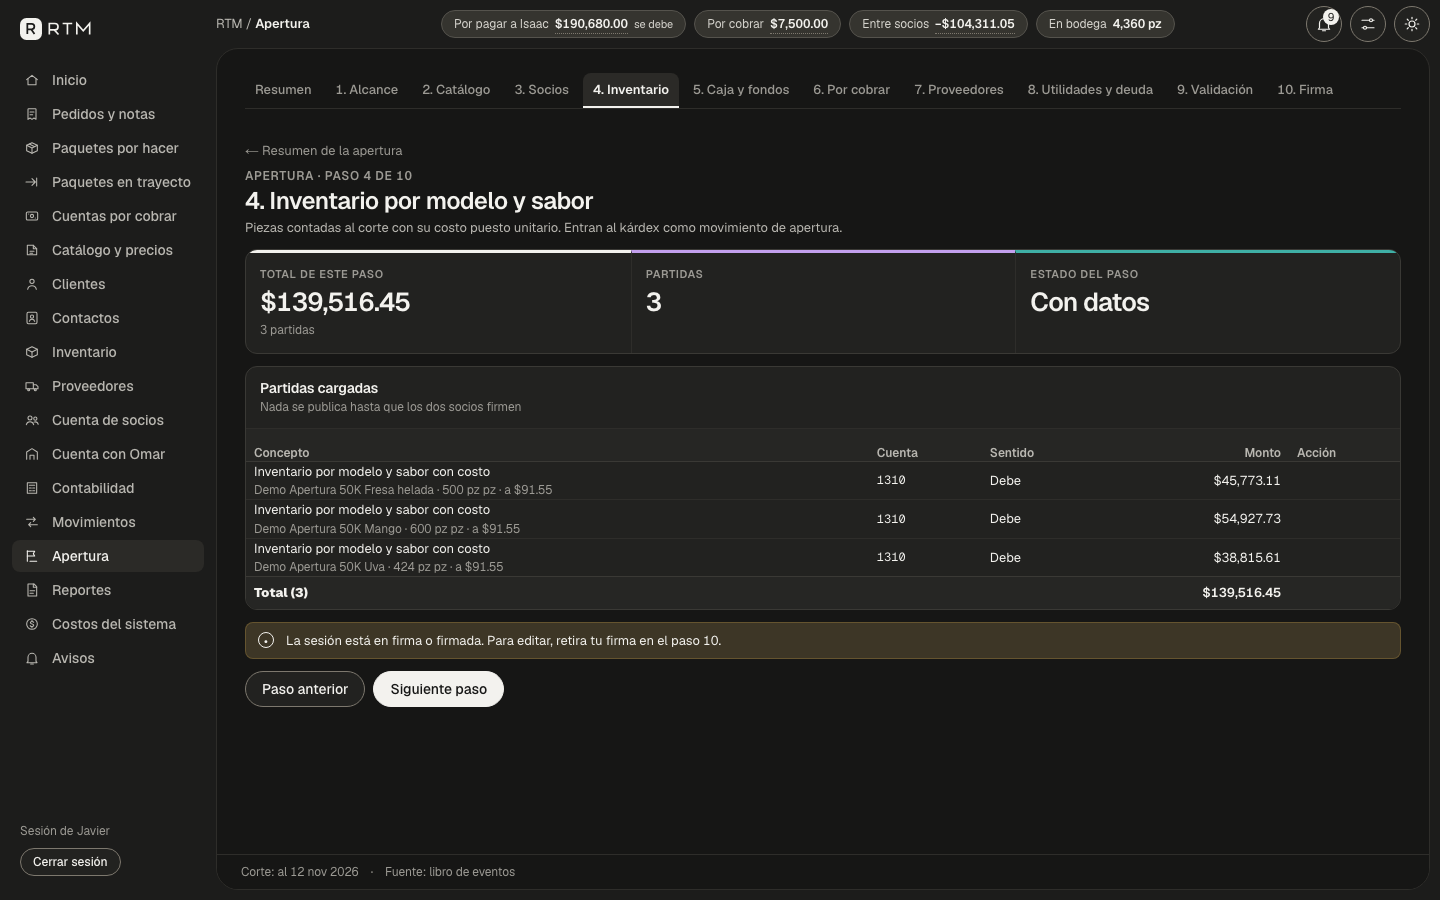 R RTM
RTM / Apertura
Por pagar a Isaac $190,680.00 se debe
Por cobrar $7,500.00
Entre socios −$104,311.05
En bodega 4,360 pz
9
Inicio
Pedidos y notas
Paquetes por hacer
Paquetes en trayecto
Cuentas por cobrar
Catálogo y precios
Clientes
Contactos
Inventario
Proveedores
Cuenta de socios
Cuenta con Omar
Contabilidad
Movimientos
Apertura
Reportes
Costos del sistema
Avisos
Sesión de Javier
Cerrar sesión
Resumen
1. Alcance
2. Catálogo
3. Socios
4. Inventario
5. Caja y fondos
6. Por cobrar
7. Proveedores
8. Utilidades y deuda
9. Validación
10. Firma
← Resumen de la apertura
APERTURA · PASO 4 DE 10
4. Inventario por modelo y sabor
Piezas contadas al corte con su costo puesto unitario. Entran al kárdex como movimiento de apertura.
TOTAL DE ESTE PASO
$139,516.45
3 partidas
PARTIDAS
3
ESTADO DEL PASO
Con datos
Partidas cargadas
Nada se publica hasta que los dos socios firmen
Concepto Cuenta Sentido Monto Acción
Inventario por modelo y sabor con costo
Demo Apertura 50K Fresa helada · 500 pz pz · a $91.55
1310 Debe $45,773.11
Inventario por modelo y sabor con costo
Demo Apertura 50K Mango · 600 pz pz · a $91.55
1310 Debe $54,927.73
Inventario por modelo y sabor con costo
Demo Apertura 50K Uva · 424 pz pz · a $91.55
1310 Debe $38,815.61
Total (3) $139,516.45
La sesión está en firma o firmada. Para editar, retira tu firma en el paso 10.
Paso anterior
Siguiente paso
Corte: al 12 nov 2026 · Fuente: libro de eventos